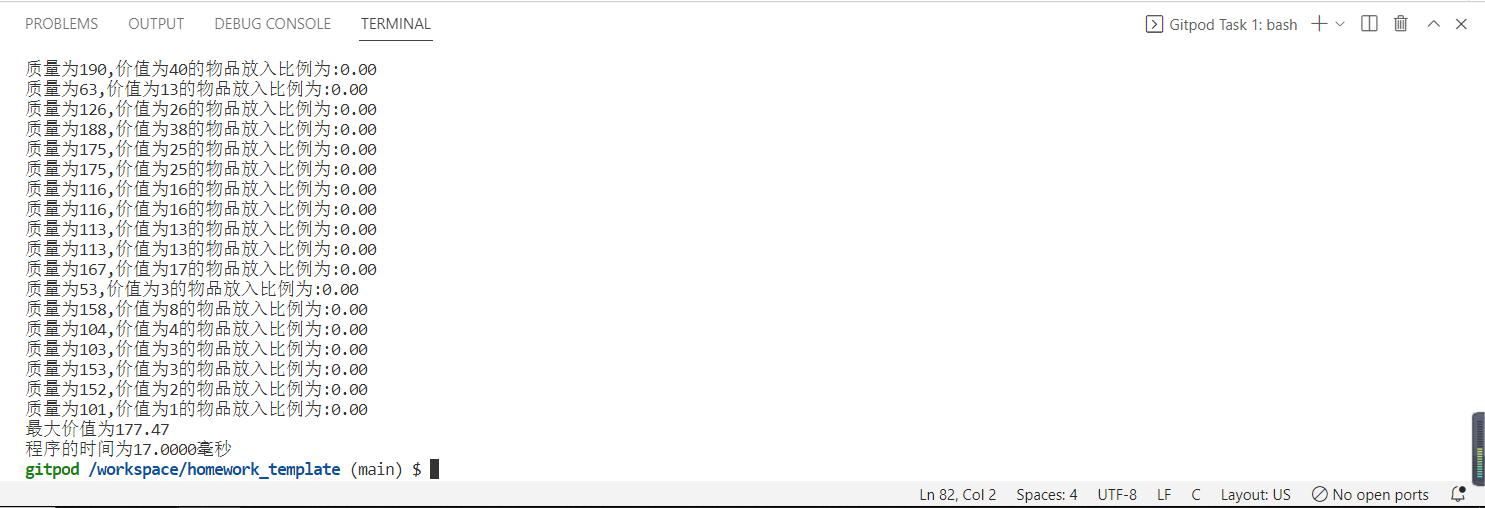 PROBLEMS OUTPUT DEBUG CONSOLE TERMINAL Gitpod Task 1: bash
质量为190,价值为40的物品放入比例为:0.00
质量为63,价值为13的物品放入比例为:0.00
质量为126,价值为26的物品放入比例为:0.00
质量为188,价值为38的物品放入比例为:0.00
质量为175,价值为25的物品放入比例为:0.00
质量为175,价值为25的物品放入比例为:0.00
质量为116,价值为16的物品放入比例为:0.00
质量为116,价值为16的物品放入比例为:0.00
质量为113,价值为13的物品放入比例为:0.00
质量为113,价值为13的物品放入比例为:0.00
质量为167,价值为17的物品放入比例为:0.00
质量为53,价值为3的物品放入比例为:0.00
质量为158,价值为8的物品放入比例为:0.00
质量为104,价值为4的物品放入比例为:0.00
质量为103,价值为3的物品放入比例为:0.00
质量为153,价值为3的物品放入比例为:0.00
质量为152,价值为2的物品放入比例为:0.00
质量为101,价值为1的物品放入比例为:0.00
最大价值为177.47
程序的时间为17.0000毫秒
gitpod /workspace/homework_template (main) $
Ln 82, Col 2 Spaces: 4 UTF-8 LF C Layout: US No open ports